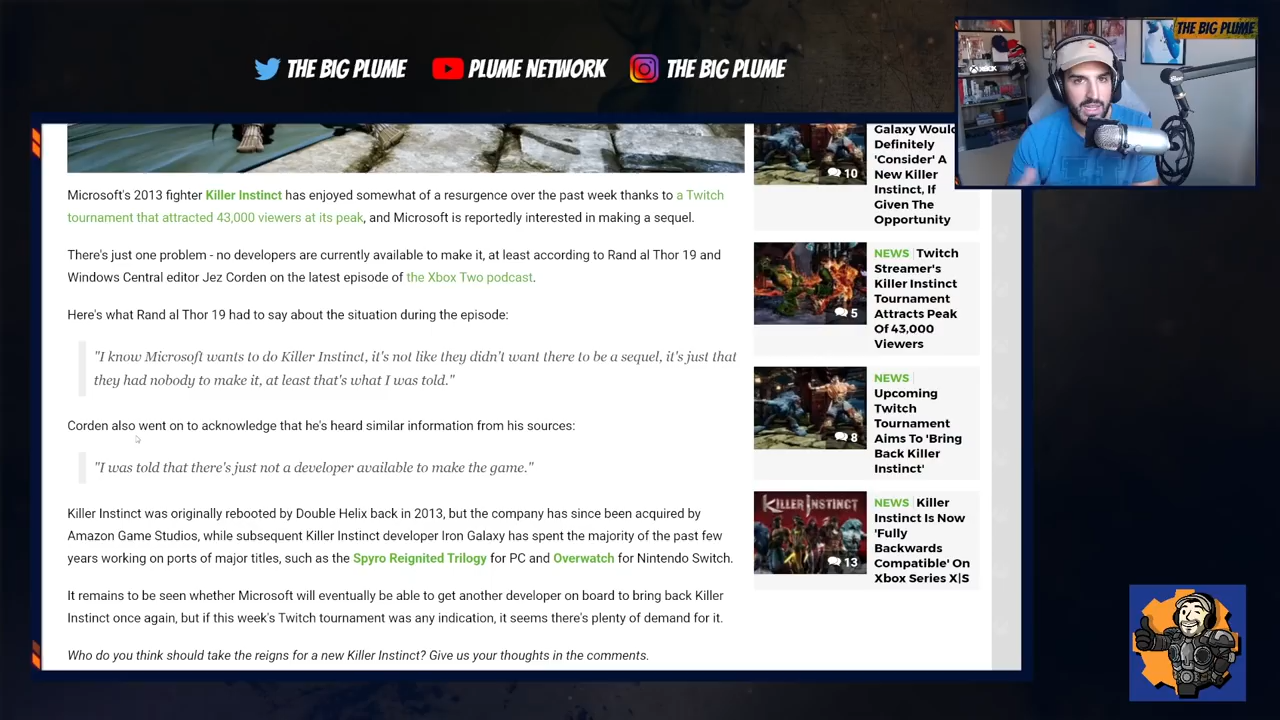 THE BIG PLUME
PLUME NETWORK
THE BIG PLUME
THE BIG PLUME
XBOX
Microsoft's 2013 fighter Killer Instinct has enjoyed somewhat of a resurgence over the past week thanks to a Twitch
tournament that attracted 43,000 viewers at its peak, and Microsoft is reportedly interested in making a sequel.
There's just one problem - no developers are currently available to make it, at least according to Rand al Thor 19 and
Windows Central editor Jez Corden on the latest episode of the Xbox Two podcast.
Here's what Rand al Thor 19 had to say about the situation during the episode:
"I know Microsoft wants to do Killer Instinct, it's not like they didn't want there to be a sequel, it's just that
they had nobody to make it, at least that's what I was told."
Corden also went on to acknowledge that he's heard similar information from his sources:
"I was told that there's just not a developer available to make the game."
Killer Instinct was originally rebooted by Double Helix back in 2013, but the company has since been acquired by
Amazon Game Studios, while subsequent Killer Instinct developer Iron Galaxy has spent the majority of the past few
years working on ports of major titles, such as the Spyro Reignited Trilogy for PC and Overwatch for Nintendo Switch.
It remains to be seen whether Microsoft will eventually be able to get another developer on board to bring back Killer
Instinct once again, but if this week's Twitch tournament was any indication, it seems there's plenty of demand for it.
Who do you think should take the reigns for a new Killer Instinct? Give us your thoughts in the comments.
10
Galaxy Would
Definitely
'Consider' A
New Killer
Instinct, If
Given The
Opportunity
5
NEWS | Twitch
Streamer's
Killer Instinct
Tournament
Attracts Peak
Of 43,000
Viewers
8
NEWS |
Upcoming
Twitch
Tournament
Aims To 'Bring
Back Killer
Instinct'
KILLER INSTINCT
13
NEWS | Killer
Instinct Is Now
'Fully
Backwards
Compatible' On
Xbox Series X|S